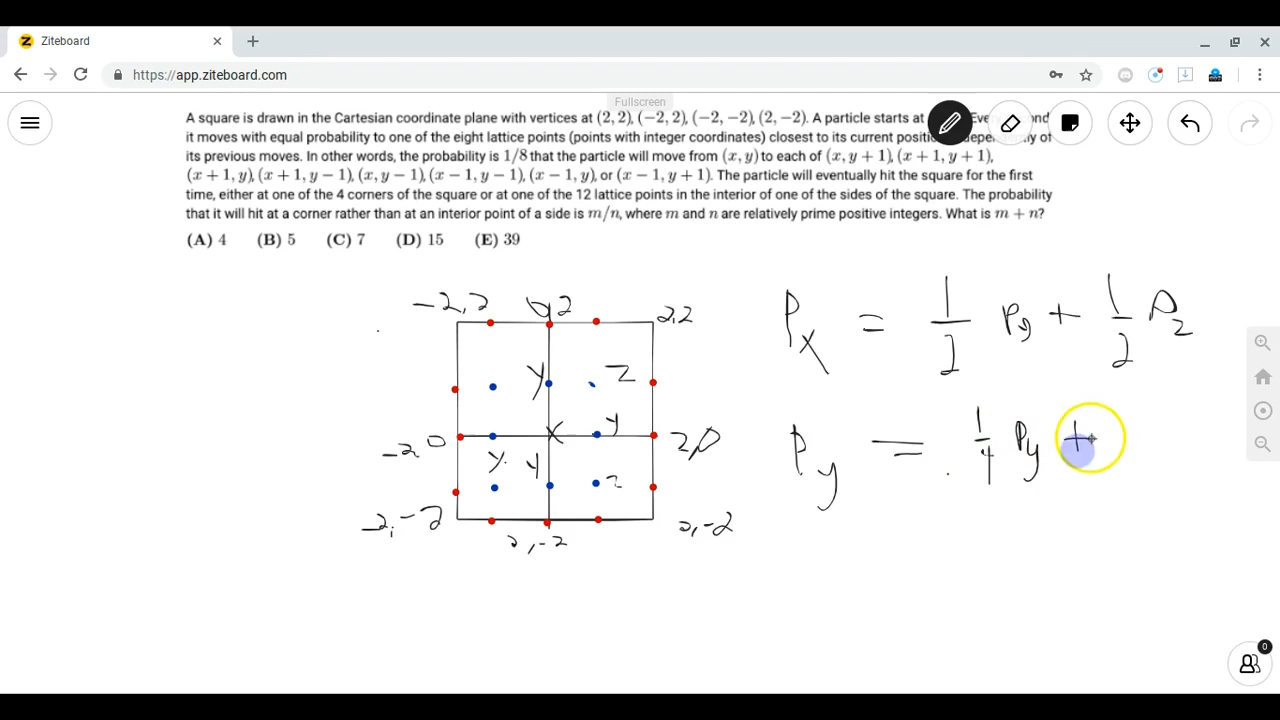 Ziteboard
https://app.ziteboard.com
Fullscreen
A square is drawn in the Cartesian coordinate plane with vertices at (2, 2), (−2, 2), (−2, −2), (2, −2). A particle starts at
it moves with equal probability to one of the eight lattice points (points with integer coordinates) closest to its current of
its previous moves. In other words, the probability is 1/8 that the particle will move from (x, y) to each of (x, y + 1), (x + 1, y + 1),
(x + 1, y), (x + 1, y − 1), (x, y − 1), (x − 1, y − 1), (x − 1, y), or (x − 1, y + 1). The particle will eventually hit the square for the first
time, either at one of the 4 corners of the square or at one of the 12 lattice points in the interior of one of the sides of the square. The probability
that it will hit at a corner rather than at an interior point of a side is m/n, where m and n are relatively prime positive integers. What is m + n?
(A) 4 (B) 5 (C) 7 (D) 15 (E) 39
−2,2 2,2
y z
x y
−2 0 20
y y z
−2,−2 2,−2 2,−2
Px = 1/2 Py + 1/2 Pz
Py = 1/4 Py +
0